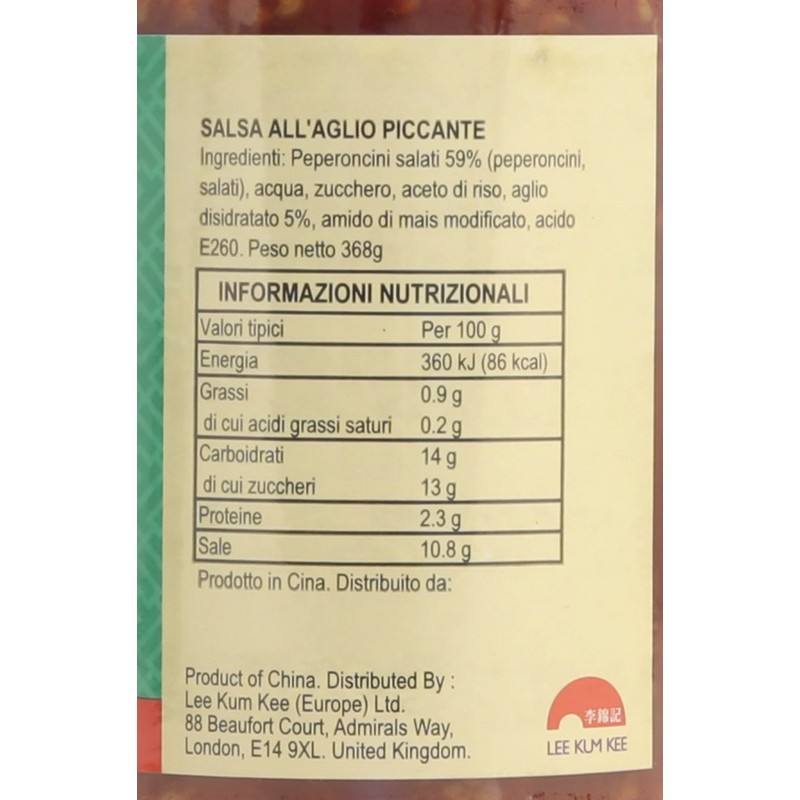 SALSA ALL'AGLIO PICCANTE
Ingredienti: Peperoncini salati 59% (peperoncini,
salati), acqua, zucchero, aceto di riso, aglio
disidratato 5%, amido di mais modificato, acido
E260. Peso netto 368g
INFORMAZIONI NUTRIZIONALI
Valori tipici Per 100 g
Energia 360 kJ (86 kcal)
Grassi 0.9 g
di cui acidi grassi saturi 0.2 g
Carboidrati 14 g
di cui zuccheri 13 g
Proteine 2.3 g
Sale 10.8 g
Prodotto in Cina. Distribuito da:
Product of China. Distributed By :
Lee Kum Kee (Europe) Ltd.
88 Beaufort Court, Admirals Way,
London, E14 9XL. United Kingdom.
李錦記
LEE KUM KEE